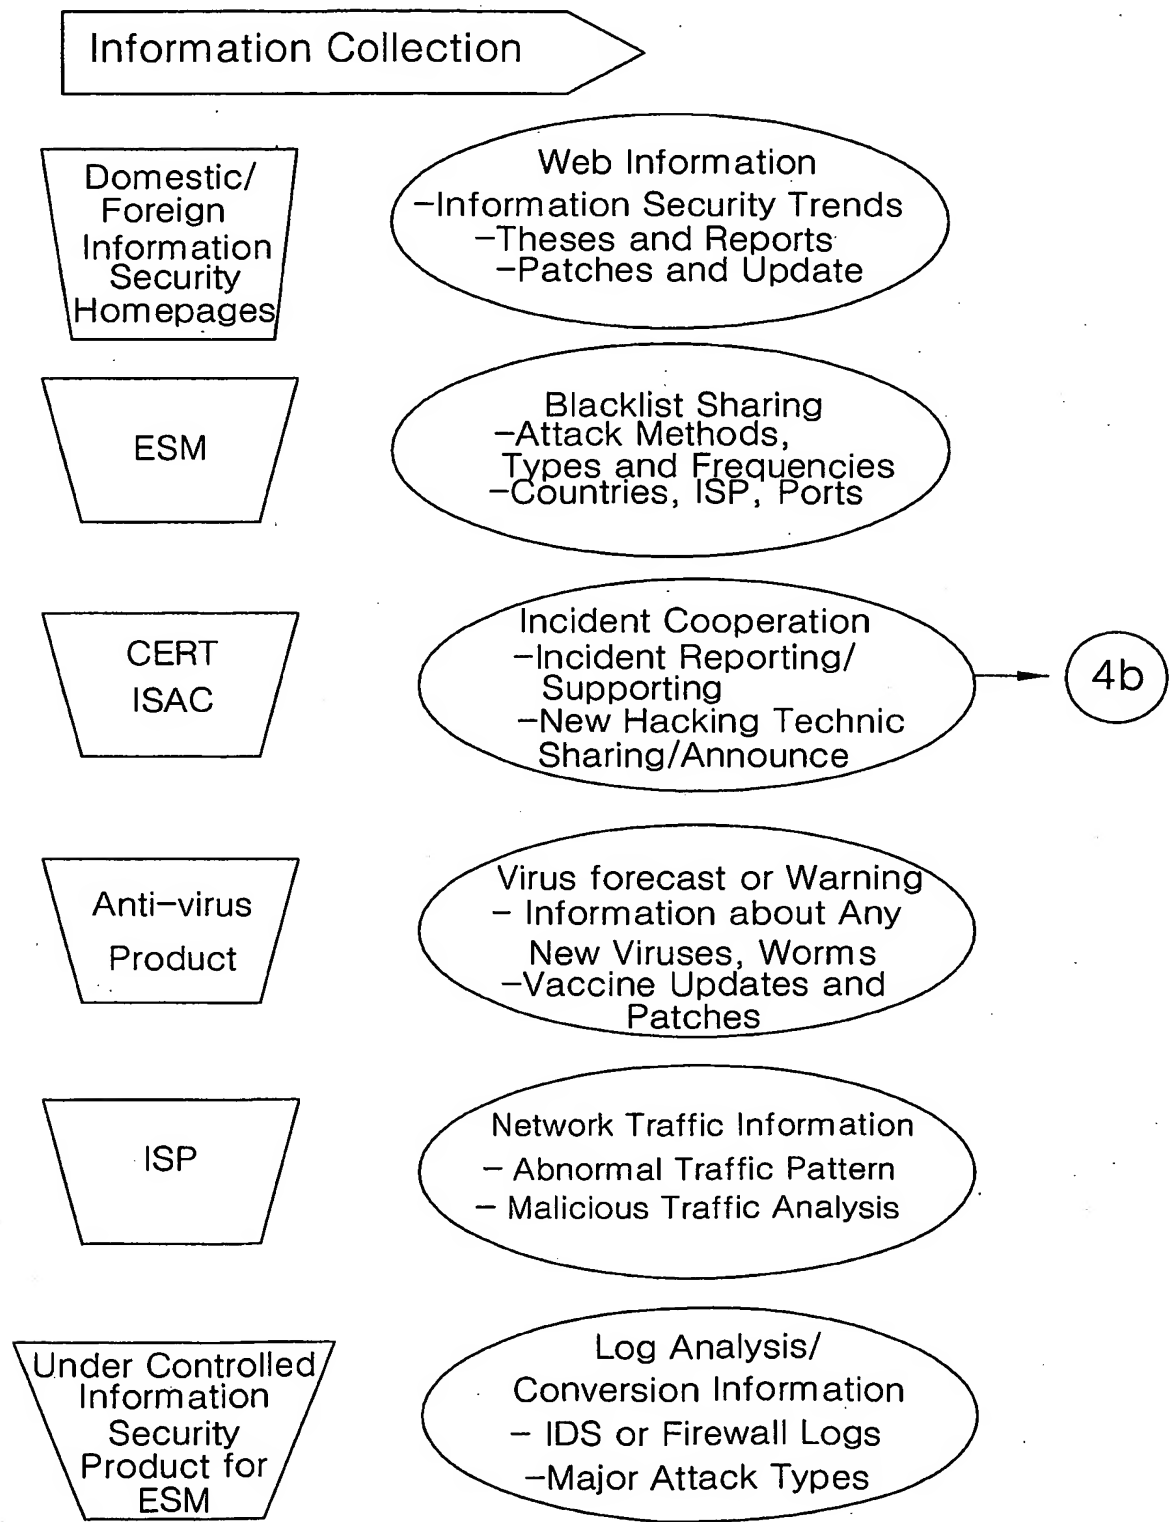 Information Collection
Domestic/
Foreign
Information
Security
Homepages
Web Information
-Information Security Trends
-Theses and Reports
-Patches and Update
ESM
Blacklist Sharing
-Attack Methods,
Types and Frequencies
-Countries, ISP, Ports
CERT
ISAC
Incident Cooperation
-Incident Reporting/
Supporting
-New Hacking Technic
Sharing/Announce
4b
Anti-virus
Product
Virus forecast or Warning
- Information about Any
New Viruses, Worms
-Vaccine Updates and
Patches
ISP
Network Traffic Information
- Abnormal Traffic Pattern
- Malicious Traffic Analysis
Under Controlled
Information
Security
Product for
ESM
Log Analysis/
Conversion Information
- IDS or Firewall Logs
-Major Attack Types